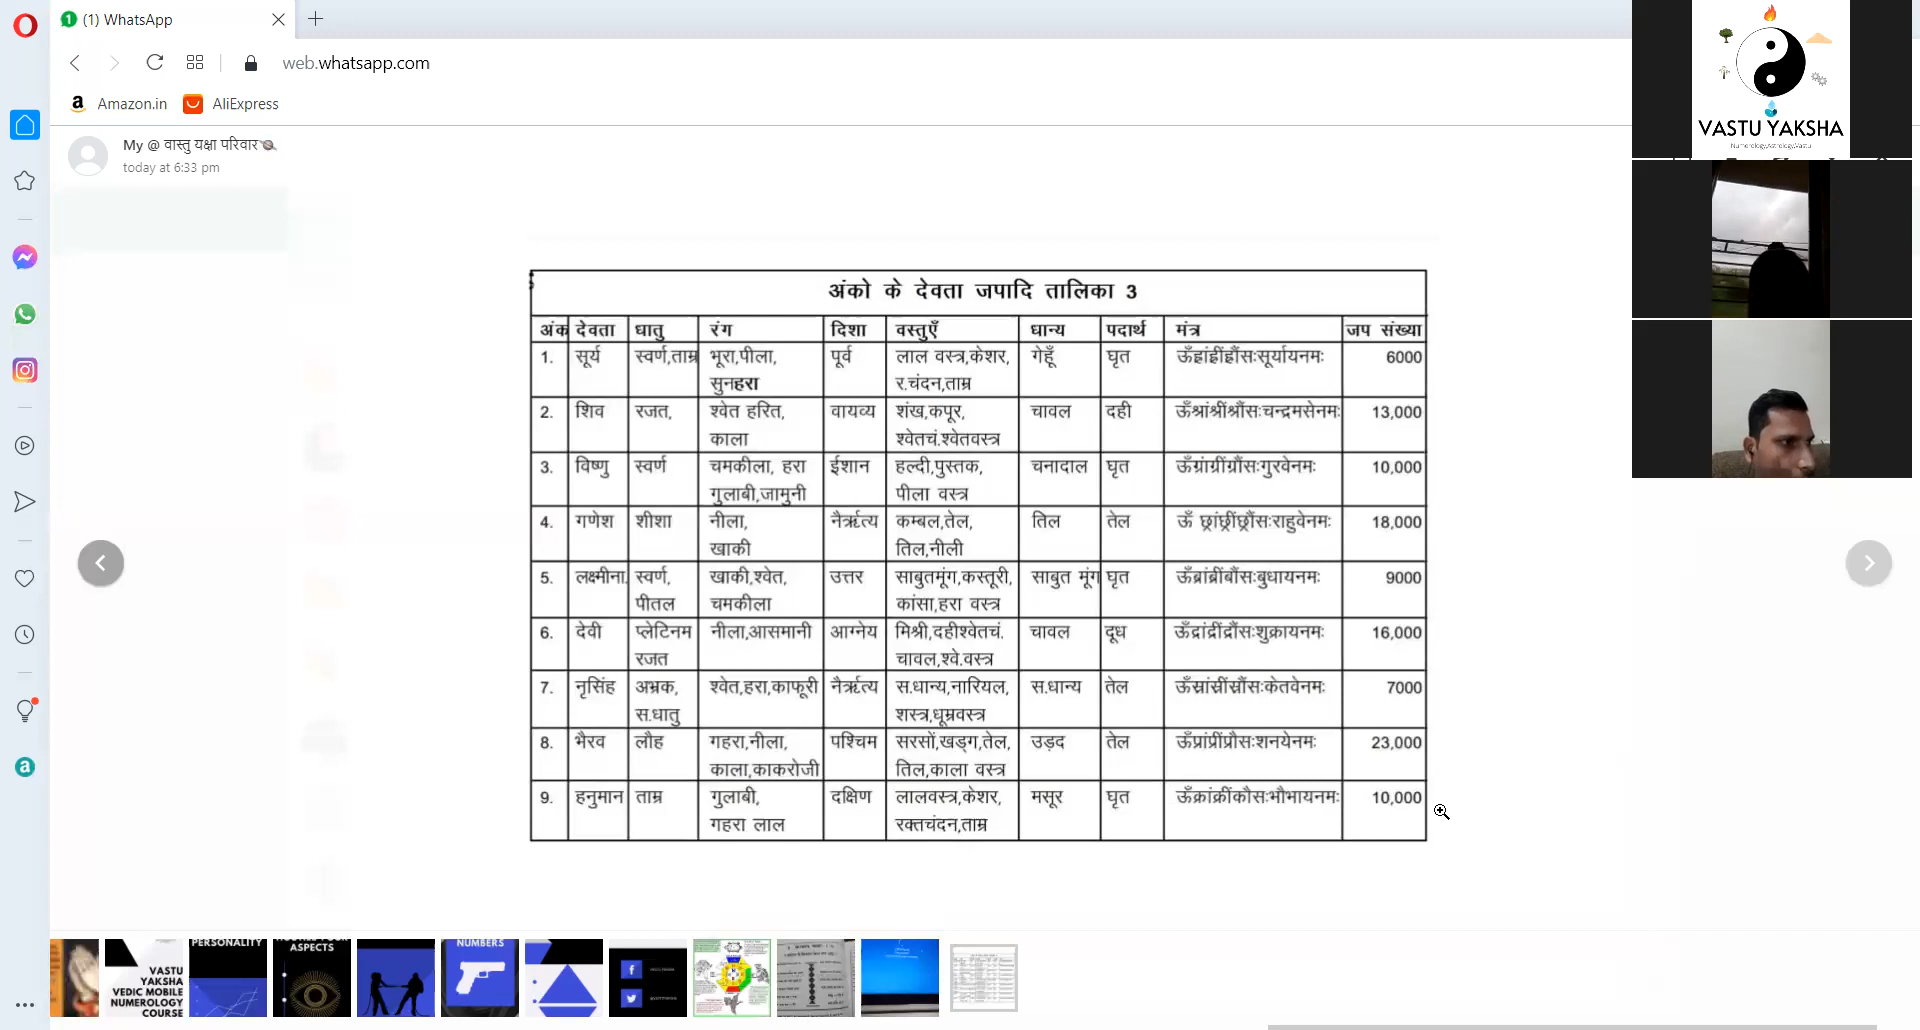 (1) WhatsApp
web.whatsapp.com
Amazon.in
AliExpress
My @ वास्तु यक्षा परिवार
today at 6:33 pm
VASTU YAKSHA
Numerology,Astrology,Vastu
अंको के देवता जपादि तालिका 3
अंक देवता धातु रंग दिशा वस्तुएँ धान्य पदार्थ मंत्र जप संख्या
1. सूर्य स्वर्ण,ताम्र भूरा,पीला, पूर्व लाल वस्त्र,केशर, गेहूँ घृत ऊँह्रांह्रींह्रौंसःसूर्यायनमः 6000
सुनहरा र.चंदन,ताम्र
2. शिव रजत, श्वेत हरित, वायव्य शंख,कपूर, चावल दही ऊँश्रांश्रींश्रौंसःचन्द्रमसेनमः 13,000
काला श्वेतचं.श्वेतवस्त्र
3. विष्णु स्वर्ण चमकीला, हरा ईशान हल्दी,पुस्तक, चनादाल घृत ऊँग्रांग्रींग्रौंसःगुरवेनमः 10,000
गुलाबी,जामुनी पीला वस्त्र
4. गणेश शीशा नीला, नैर्ऋत्य कम्बल,तेल, तिल तेल ऊँ छ्रांछ्रींछ्रौंसःराहुवेनमः 18,000
खाकी तिल,नीली
5. लक्ष्मीना. स्वर्ण, खाकी,श्वेत, उत्तर साबुतमूंग,कस्तूरी, साबुत मूंग घृत ऊँब्रांब्रींबौंसःबुधायनमः 9000
पीतल चमकीला कांसा,हरा वस्त्र
6. देवी प्लेटिनम नीला,आसमानी आग्नेय मिश्री,दहीश्वेतचं. चावल दूध ऊँद्रांद्रींद्रौंसःशुक्रायनमः 16,000
रजत चावल,श्वे.वस्त्र
7. नृसिंह अभ्रक, श्वेत,हरा,काफूरी नैर्ऋत्य स.धान्य,नारियल, स.धान्य तेल ऊँस्रांस्रींस्रौंसःकेतवेनमः 7000
स.धातु शस्त्र,धूम्रवस्त्र
8. भैरव लौह गहरा,नीला, पश्चिम सरसों,खड्ग,तेल, उड़द तेल ऊँप्रांप्रींप्रौसःशनयेनमः 23,000
काला,काकरोजी तिल,काला वस्त्र
9. हनुमान ताम्र गुलाबी, दक्षिण लालवस्त्र,केशर, मसूर घृत ऊँक्रांक्रींकौसःभौभायनमः 10,000
गहरा लाल रक्तचंदन,ताम्र
VASTU
YAKSHA
VEDIC MOBILE
NUMEROLOGY
COURSE
PERSONALITY
ASPECTS
NUMBERS